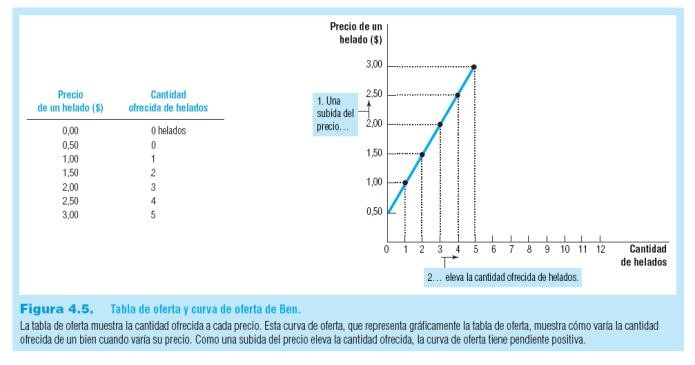 Precio
de un helado ($)
Cantidad
ofrecida de helados
0,00 0 helados
0,50 0
1,00 1
1,50 2
2,00 3
2,50 4
3,00 5
Precio de un
helado ($)
3,00
2,50
2,00
1,50
1,00
0,50
1. Una
subida del
precio…
0 1 2 3 4 5 6 7 8 9 10 11 12
Cantidad
de helados
2… eleva la cantidad ofrecida de helados.
Figura 4.5. Tabla de oferta y curva de oferta de Ben.
La tabla de oferta muestra la cantidad ofrecida a cada precio. Esta curva de oferta, que representa gráficamente la tabla de oferta, muestra cómo varía la cantidad
ofrecida de un bien cuando varía su precio. Como una subida del precio eleva la cantidad ofrecida, la curva de oferta tiene pendiente positiva.